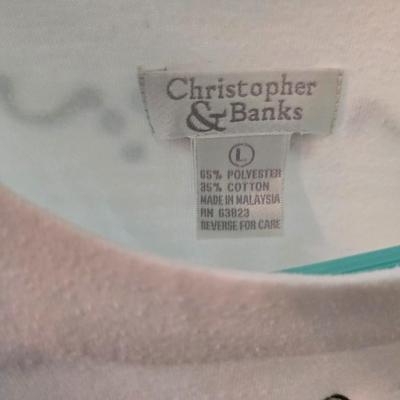 Christopher
& Banks
L
65% POLYESTER
35% COTTON
MADE IN MALAYSIA
RN 63823
REVERSE FOR CARE